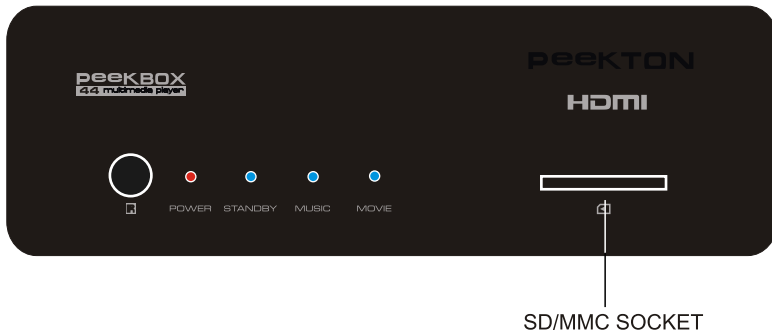 PeeKBOX
44 multimedia player
PeeKTON
HDMI
POWER STANDBY MUSIC MOVIE
SD/MMC SOCKET